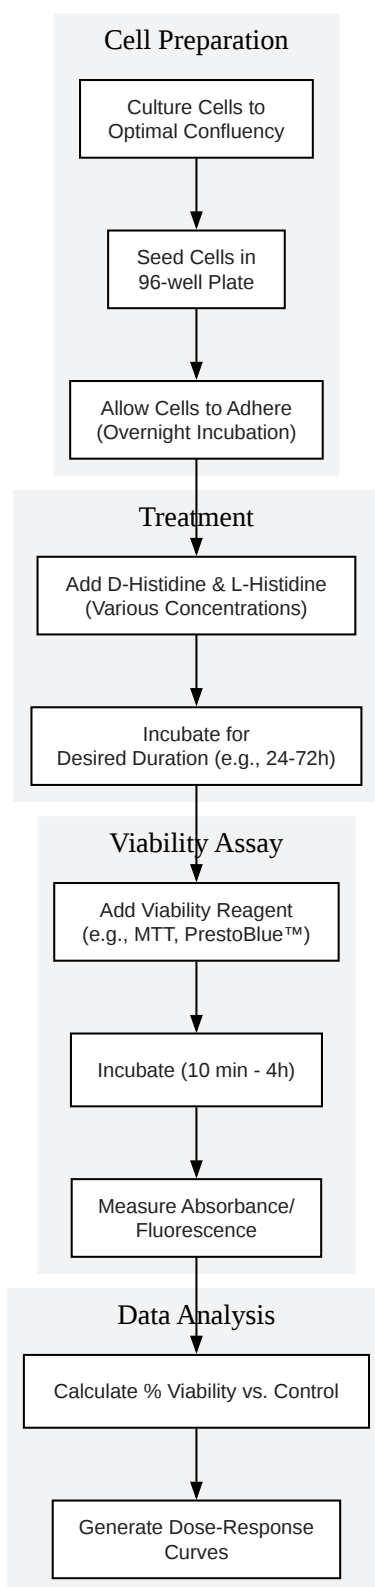 Cell Preparation
Culture Cells to
Optimal Confluency
Seed Cells in
96-well Plate
Allow Cells to Adhere
(Overnight Incubation)
Treatment
Add D-Histidine & L-Histidine
(Various Concentrations)
Incubate for
Desired Duration (e.g., 24-72h)
Viability Assay
Add Viability Reagent
(e.g., MTT, PrestoBlue™)
Incubate (10 min - 4h)
Measure Absorbance/
Fluorescence
Data Analysis
Calculate % Viability vs. Control
Generate Dose-Response
Curves